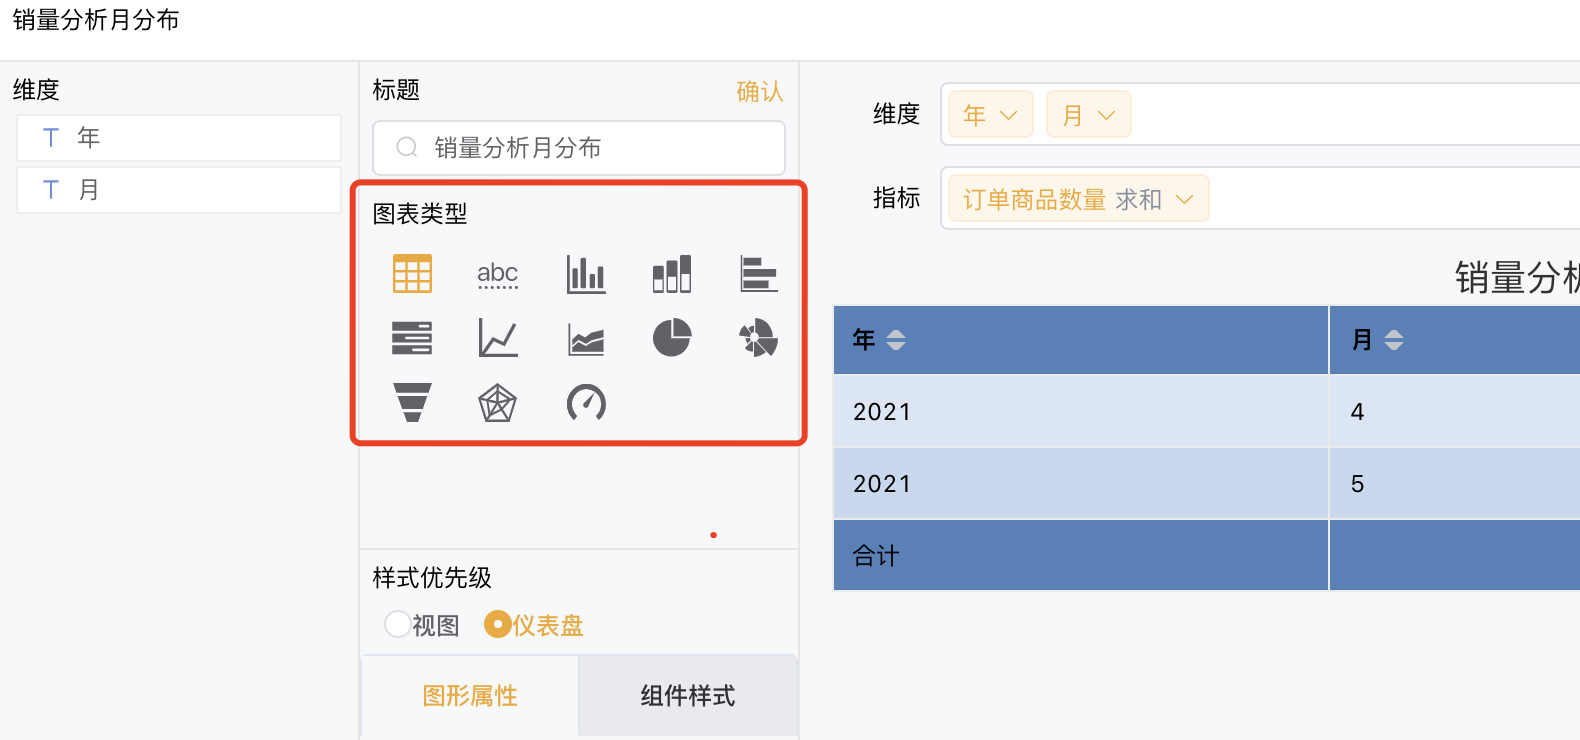 销量分析月分布
维度
T 年
T 月
标题
确认
销量分析月分布
图表类型
abc
样式优先级
视图
仪表盘
图形属性
组件样式
维度
年
月
指标
订单商品数量 求和
销量分
年
月
2021
4
2021
5
合计